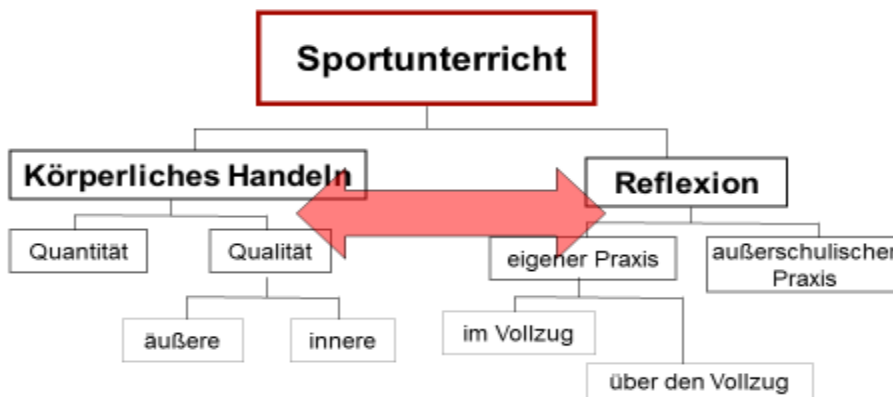 Sportunterricht
Körperliches Handeln
Reflexion
Quantität
Qualität
eigener Praxis
außerschulischer
Praxis
äußere
innere
im Vollzug
über den Vollzug